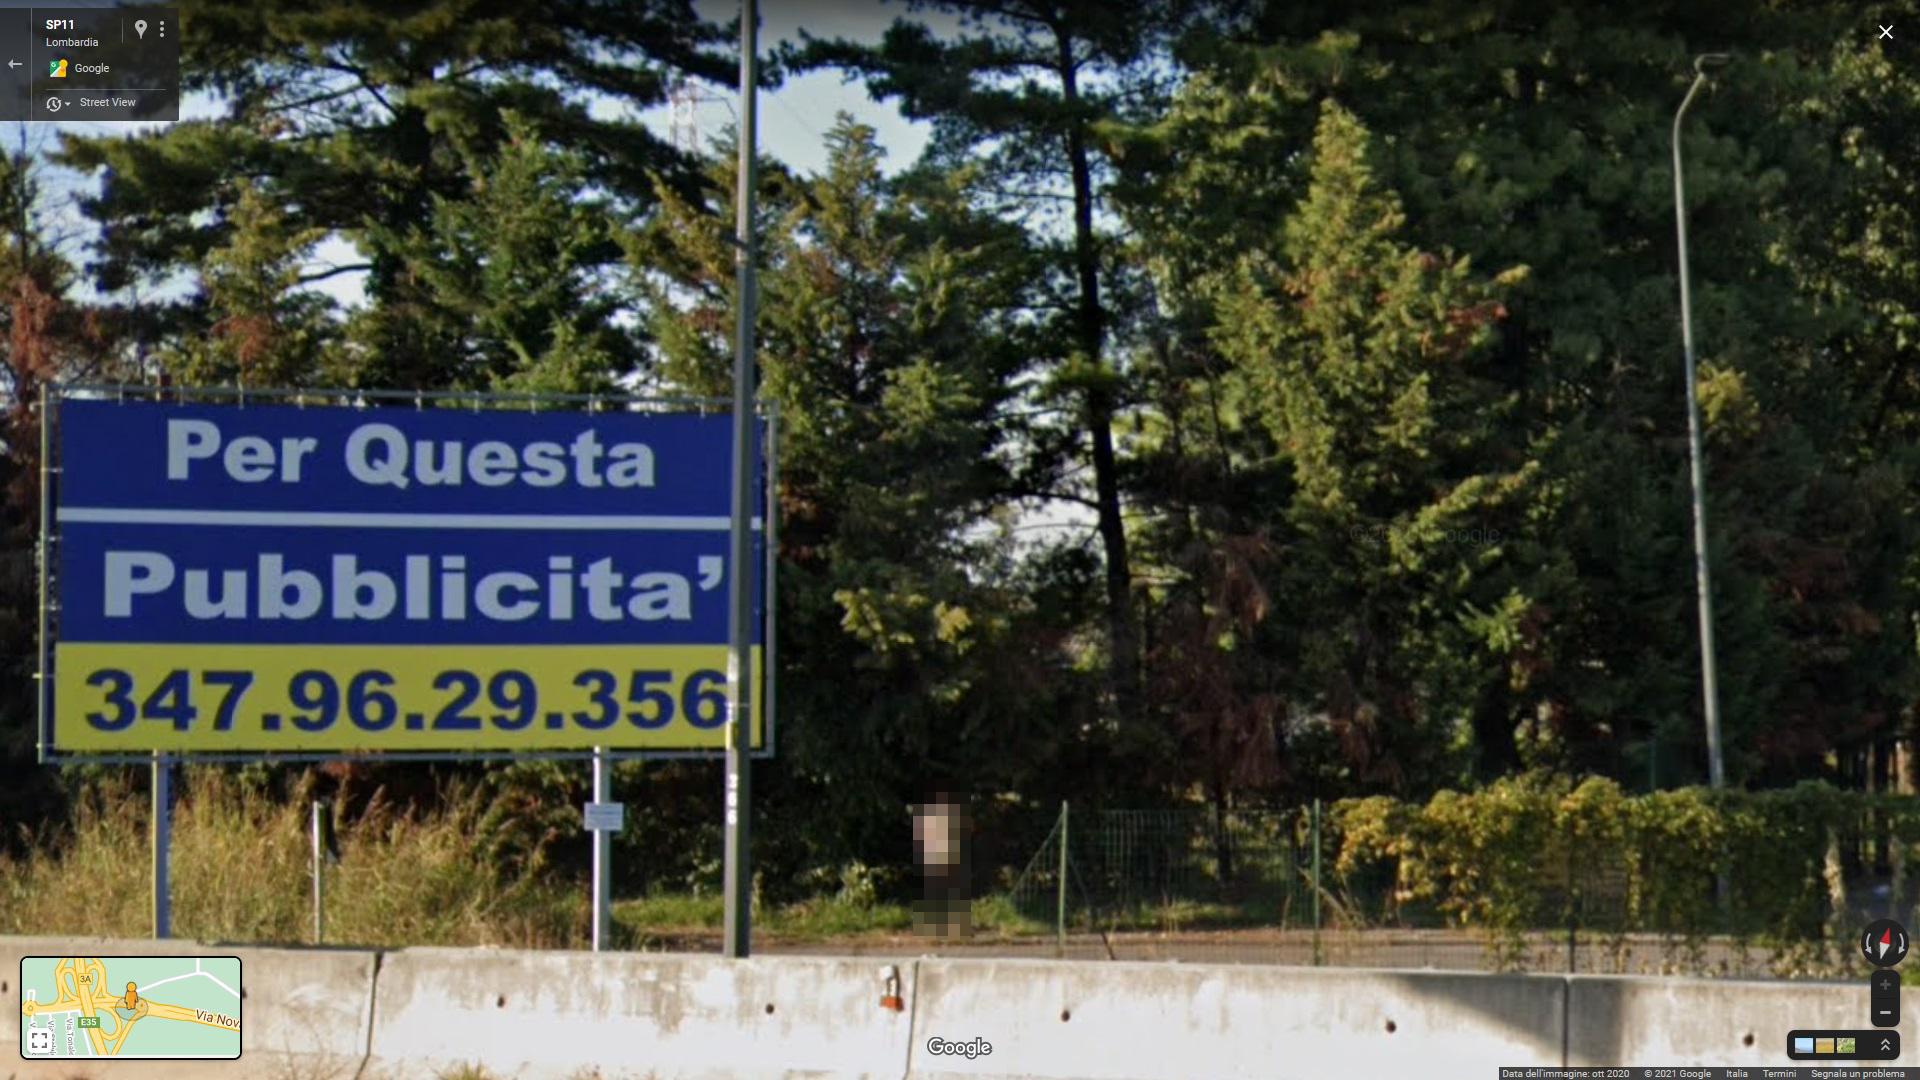 SP11
Lombardia
Google
Street View
Per Questa
Pubblicita'
347.96.29.356
3A
E35
Via Nov
Google
Data dell'immagine: ott 2020 © 2021 Google Italia Termini Segnala un problema